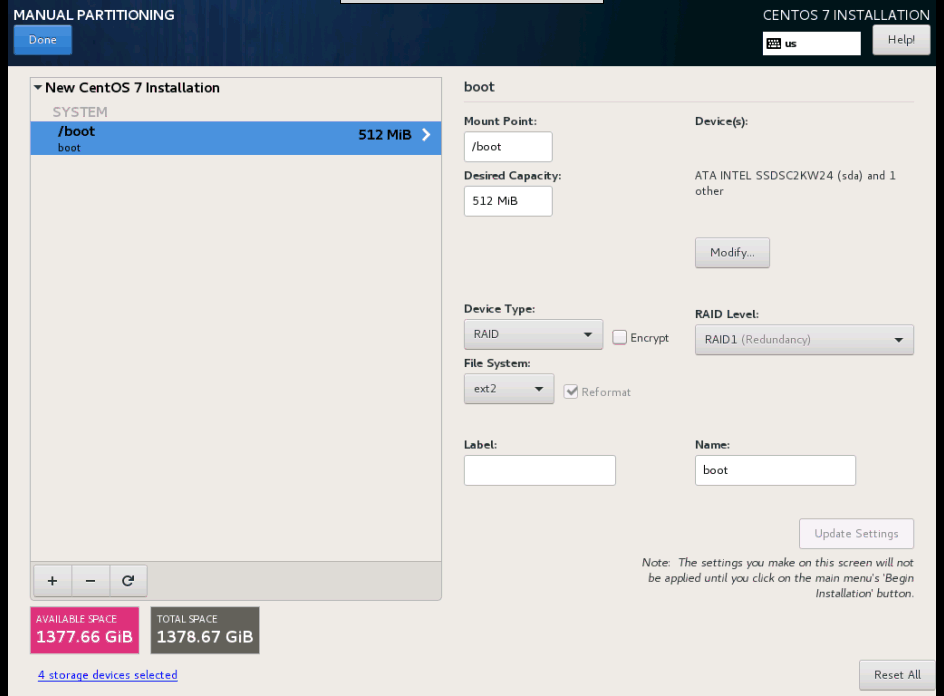 MANUAL PARTITIONING
CENTOS 7 INSTALLATION
Done
us
Help!
New CentOS 7 Installation
SYSTEM
/boot
512 MiB
boot
boot
Mount Point:
Device(s):
/boot
Desired Capacity:
ATA INTEL SSDSC2KW24 (sda) and 1
other
512 MiB
Modify...
Device Type:
RAID Level:
RAID
Encrypt
RAID1 (Redundancy)
File System:
ext2
Reformat
Label:
Name:
boot
Update Settings
Note: The settings you make on this screen will not
be applied until you click on the main menu's 'Begin
Installation' button.
+ -
AVAILABLE SPACE
1377.66 GiB
TOTAL SPACE
1378.67 GiB
4 storage devices selected
Reset All